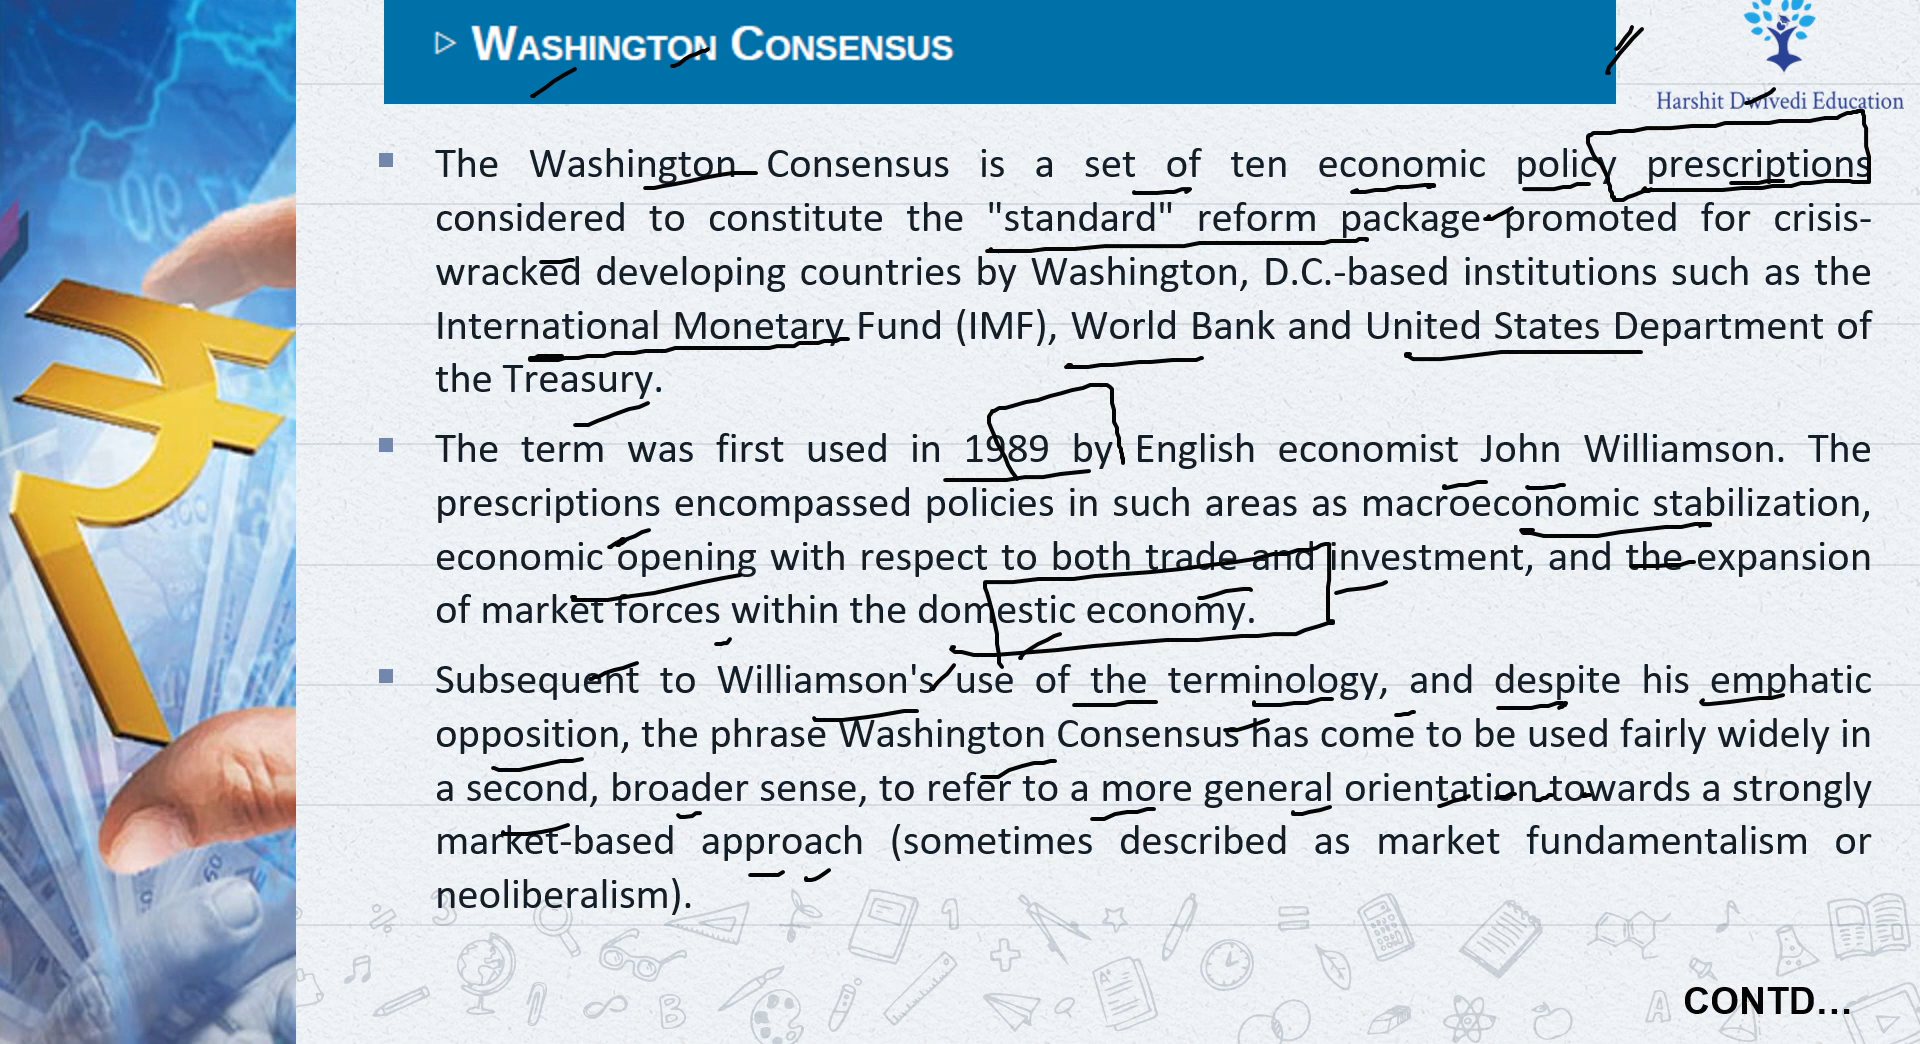 ▷ WASHINGTON CONSENSUS
Harshit Dwivedi Education
▪ The Washington Consensus is a set of ten economic policy prescriptions
considered to constitute the "standard" reform package promoted for crisis-
wracked developing countries by Washington, D.C.-based institutions such as the
International Monetary Fund (IMF), World Bank and United States Department of
the Treasury.
▪ The term was first used in 1989 by English economist John Williamson. The
prescriptions encompassed policies in such areas as macroeconomic stabilization,
economic opening with respect to both trade and investment, and the expansion
of market forces within the domestic economy.
▪ Subsequent to Williamson's use of the terminology, and despite his emphatic
opposition, the phrase Washington Consensus has come to be used fairly widely in
a second, broader sense, to refer to a more general orientation towards a strongly
market-based approach (sometimes described as market fundamentalism or
neoliberalism).
CONTD...